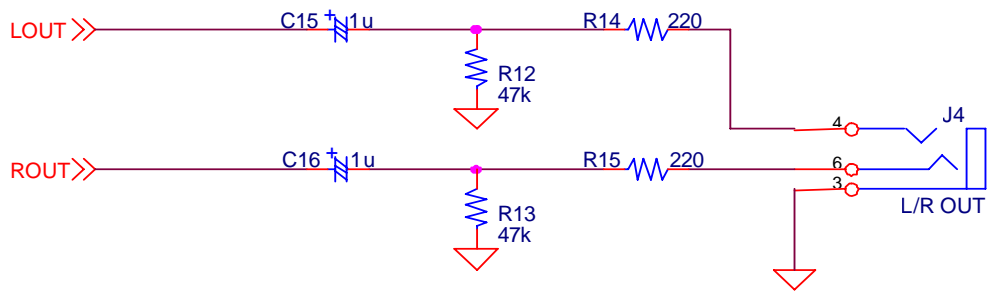 LOUT
C15
+
1u
R14
220
R12
47k
J4
4
ROUT
C16
+
1u
R15
220
6
3
R13
47k
L/R OUT